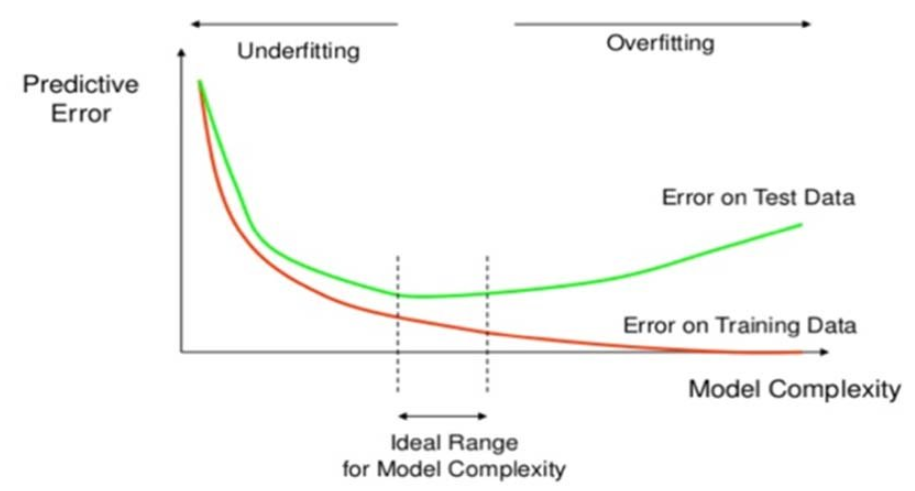 Underfitting
Overfitting
Predictive
Error
Error on Test Data
Error on Training Data
Model Complexity
Ideal Range
for Model Complexity